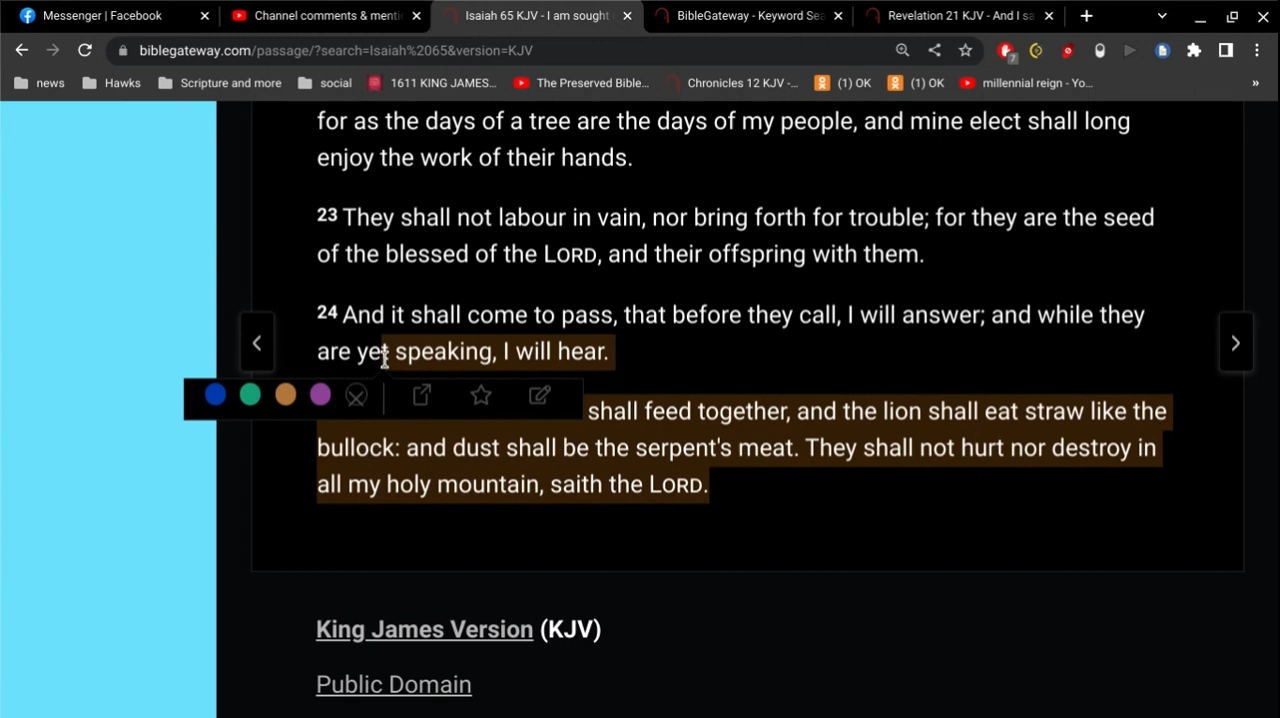 Messenger | Facebook
Channel comments & menti
Isaiah 65 KJV - I am sought
BibleGateway - Keyword Sea
Revelation 21 KJV - And I sa
biblegateway.com/passage/?search=Isaiah%2065&version=KJV
7
news
Hawks
Scripture and more
social
1611 KING JAMES...
The Preserved Bible...
Chronicles 12 KJV -...
(1) OK
(1) OK
millennial reign - Yo...
»
for as the days of a tree are the days of my people, and mine elect shall long
enjoy the work of their hands.
23 They shall not labour in vain, nor bring forth for trouble; for they are the seed
of the blessed of the LORD, and their offspring with them.
24 And it shall come to pass, that before they call, I will answer; and while they
are yet speaking, I will hear.
shall feed together, and the lion shall eat straw like the
bullock: and dust shall be the serpent's meat. They shall not hurt nor destroy in
all my holy mountain, saith the LORD.
King James Version (KJV)
Public Domain